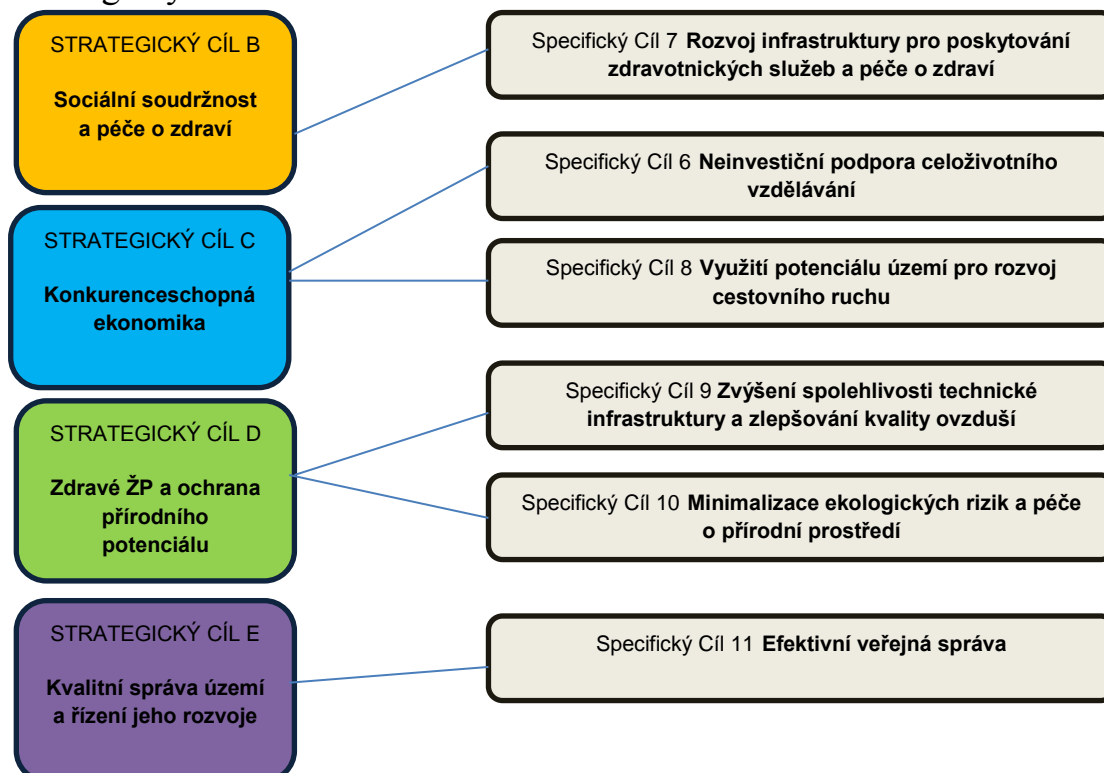 STRATEGICKÝ CÍL B
Sociální soudržnost
a péče o zdraví
Specifický Cíl 7 Rozvoj infrastruktury pro poskytování
zdravotnických služeb a péče o zdraví
STRATEGICKÝ CÍL C
Konkurenceschopná
ekonomika
Specifický Cíl 6 Neinvestiční podpora celoživotního
vzdělávání
Specifický Cíl 8 Využití potenciálu území pro rozvoj
cestovního ruchu
STRATEGICKÝ CÍL D
Zdravé ŽP a ochrana
přírodního
potenciálu
Specifický Cíl 9 Zvýšení spolehlivosti technické
infrastruktury a zlepšování kvality ovzduší
Specifický Cíl 10 Minimalizace ekologických rizik a péče
o přírodní prostředí
STRATEGICKÝ CÍL E
Kvalitní správa území
a řízení jeho rozvoje
Specifický Cíl 11 Efektivní veřejná správa